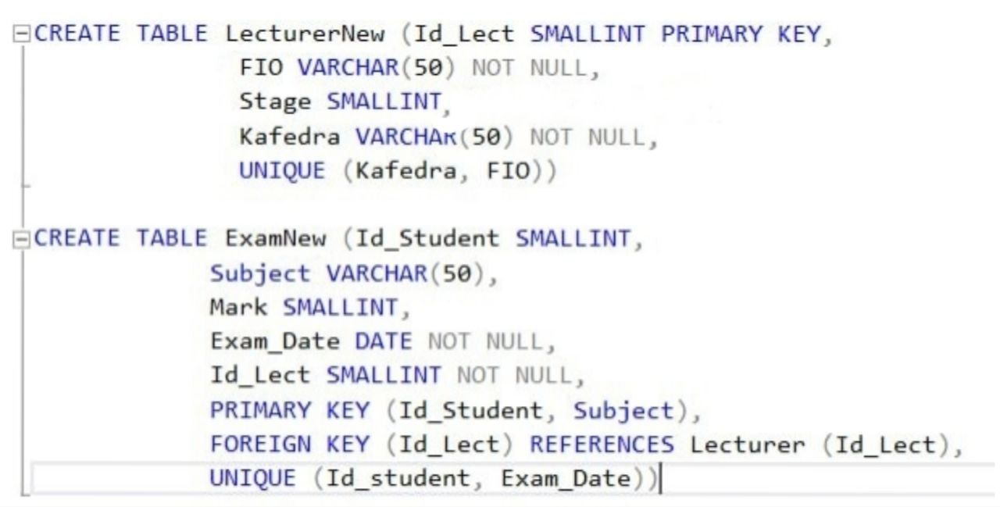 CREATE TABLE LecturerNew (Id_Lect SMALLINT PRIMARY KEY,
FIO VARCHAR(50) NOT NULL,
Stage SMALLINT,
Kafedra VARCHAR(50) NOT NULL,
UNIQUE (Kafedra, FIO))
CREATE TABLE ExamNew (Id_Student SMALLINT,
Subject VARCHAR(50),
Mark SMALLINT,
Exam_Date DATE NOT NULL,
Id_Lect SMALLINT NOT NULL,
PRIMARY KEY (Id_Student, Subject),
FOREIGN KEY (Id_Lect) REFERENCES Lecturer (Id_Lect),
UNIQUE (Id_student, Exam_Date))